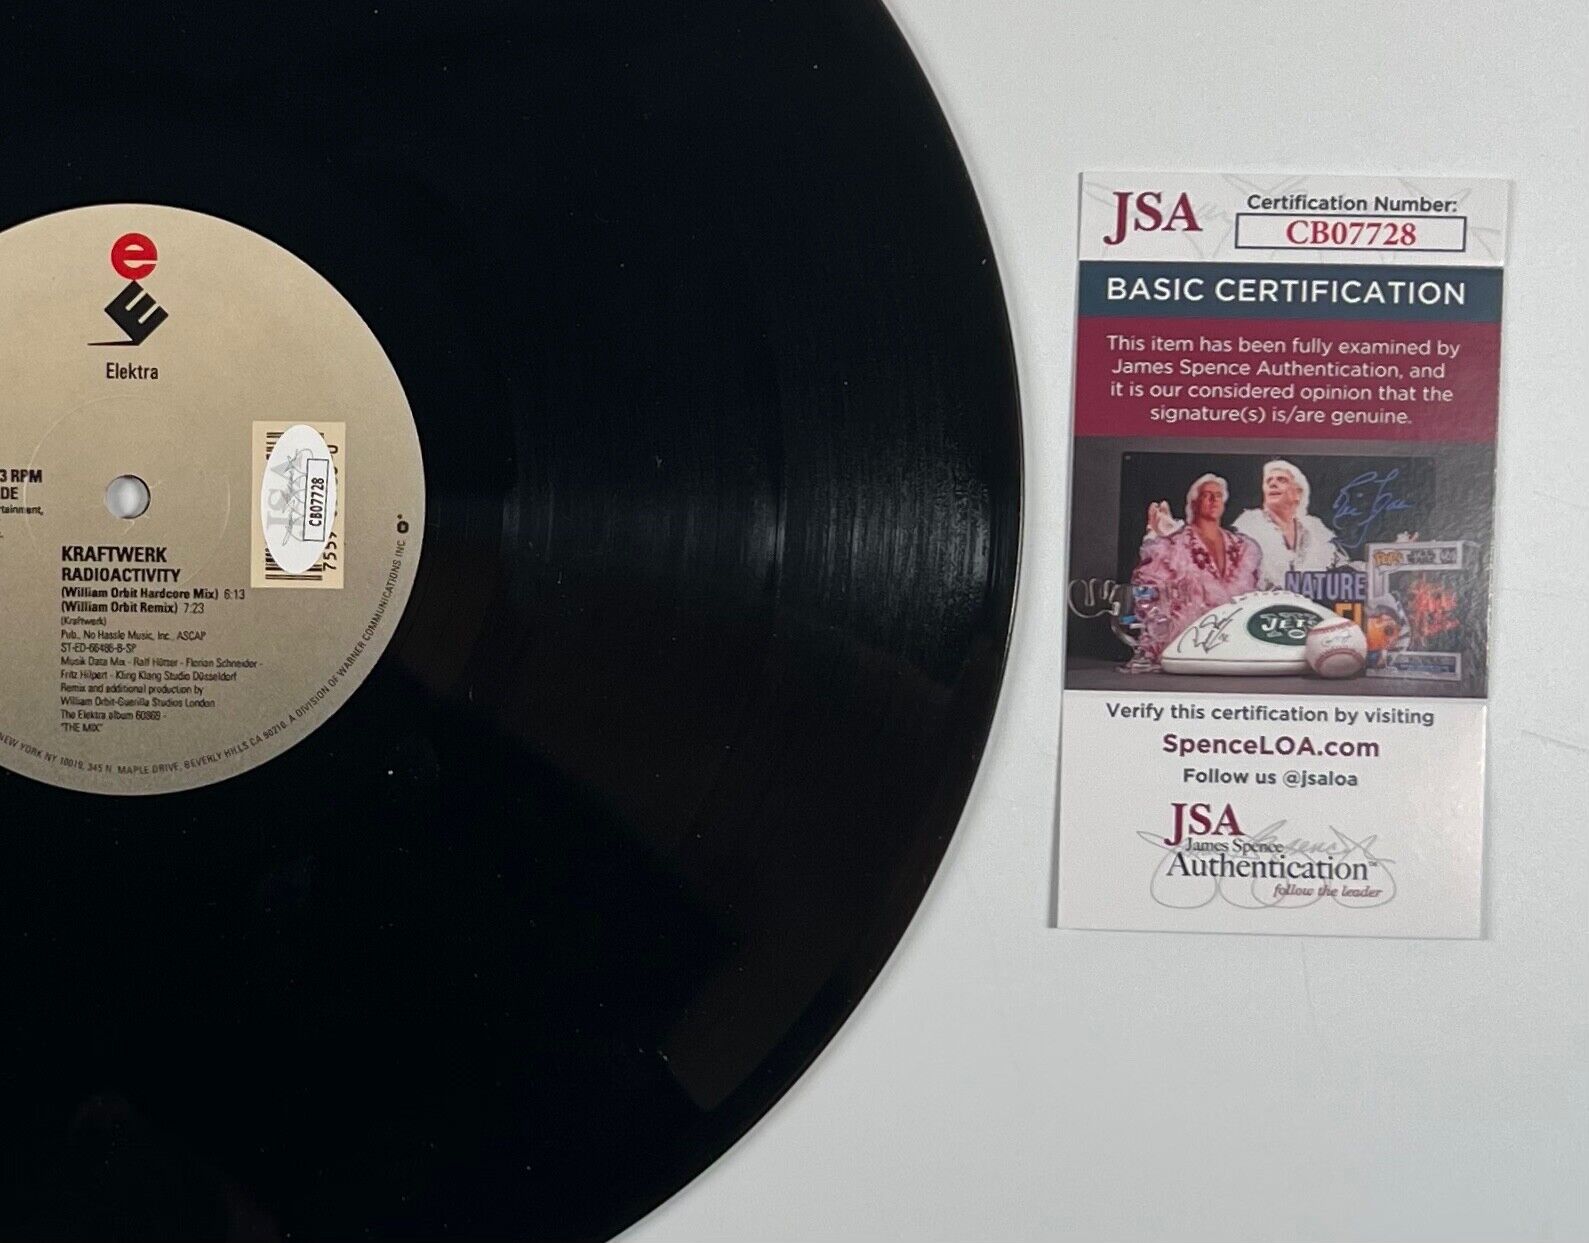 e
E
Elektra
3 RPM
DE
rtainment,
CB07728
KRAFTWERK
RADIOACTIVITY
(William Orbit Hardcore Mix) 6:13
(William Orbit Remix) 7:23
(Kraftwerk)
Pub., No Hassle Music, Inc., ASCAP
ST-ED-66486-B-SP
Musik Data Mix - Ralf Hütter - Florian Schneider -
Fritz Hilpert - Kling Klang Studio Düsseldorf
Remix and additional production by
William Orbit-Guerilla Studios London
The Elektra album 60869 -
"THE MIX"
NEW YORK NY 10019, 345 N. MAPLE DRIVE, BEVERLY HILLS CA 90210. A DIVISION OF WARNER COMMUNICATIONS INC.
JSA
Certification Number:
CB07728
BASIC CERTIFICATION
This item has been fully examined by
James Spence Authentication, and
it is our considered opinion that the
signature(s) is/are genuine.
NATURE
JETS
Verify this certification by visiting
SpenceLOA.com
Follow us @jsaloa
JSA
James Spence
Authentication™
follow the leader